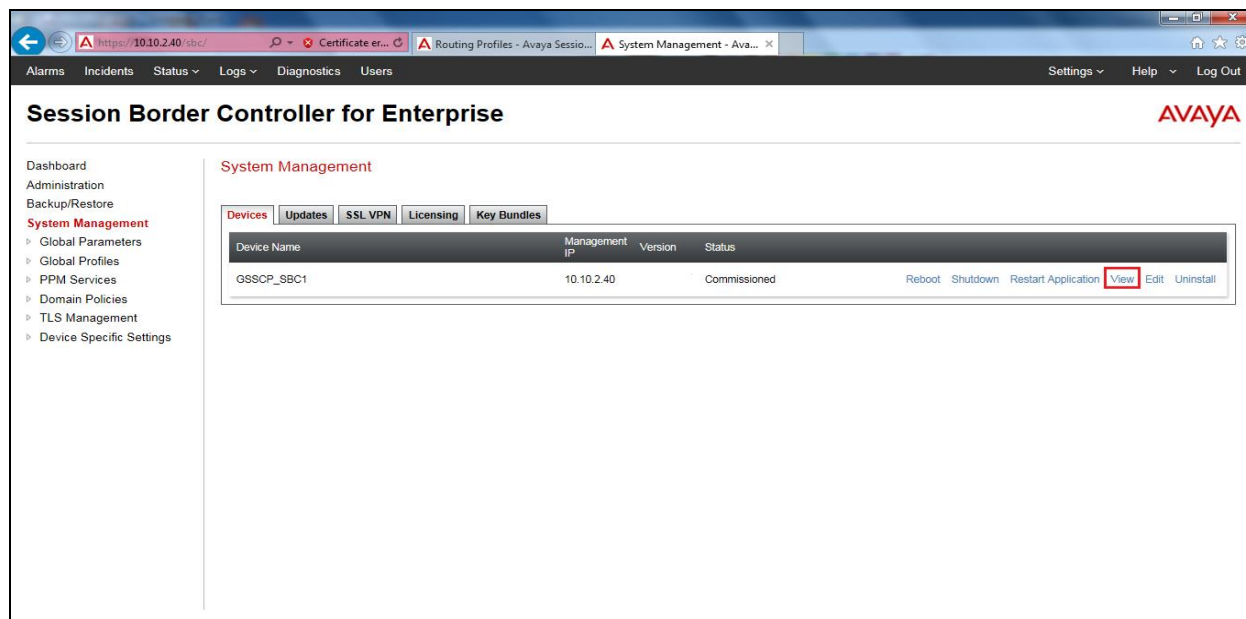 https://10.10.2.40/sbc/ Certificate er... Routing Profiles - Avaya Sessio... System Management - Ava...
Alarms Incidents Status Logs Diagnostics Users Settings Help Log Out
Session Border Controller for Enterprise AVAYA
Dashboard
Administration
Backup/Restore
System Management
Global Parameters
Global Profiles
PPM Services
Domain Policies
TLS Management
Device Specific Settings
System Management
Devices Updates SSL VPN Licensing Key Bundles
Device Name Management IP Version Status
GSSCP_SBC1 10.10.2.40 Commissioned Reboot Shutdown Restart Application View Edit Uninstall